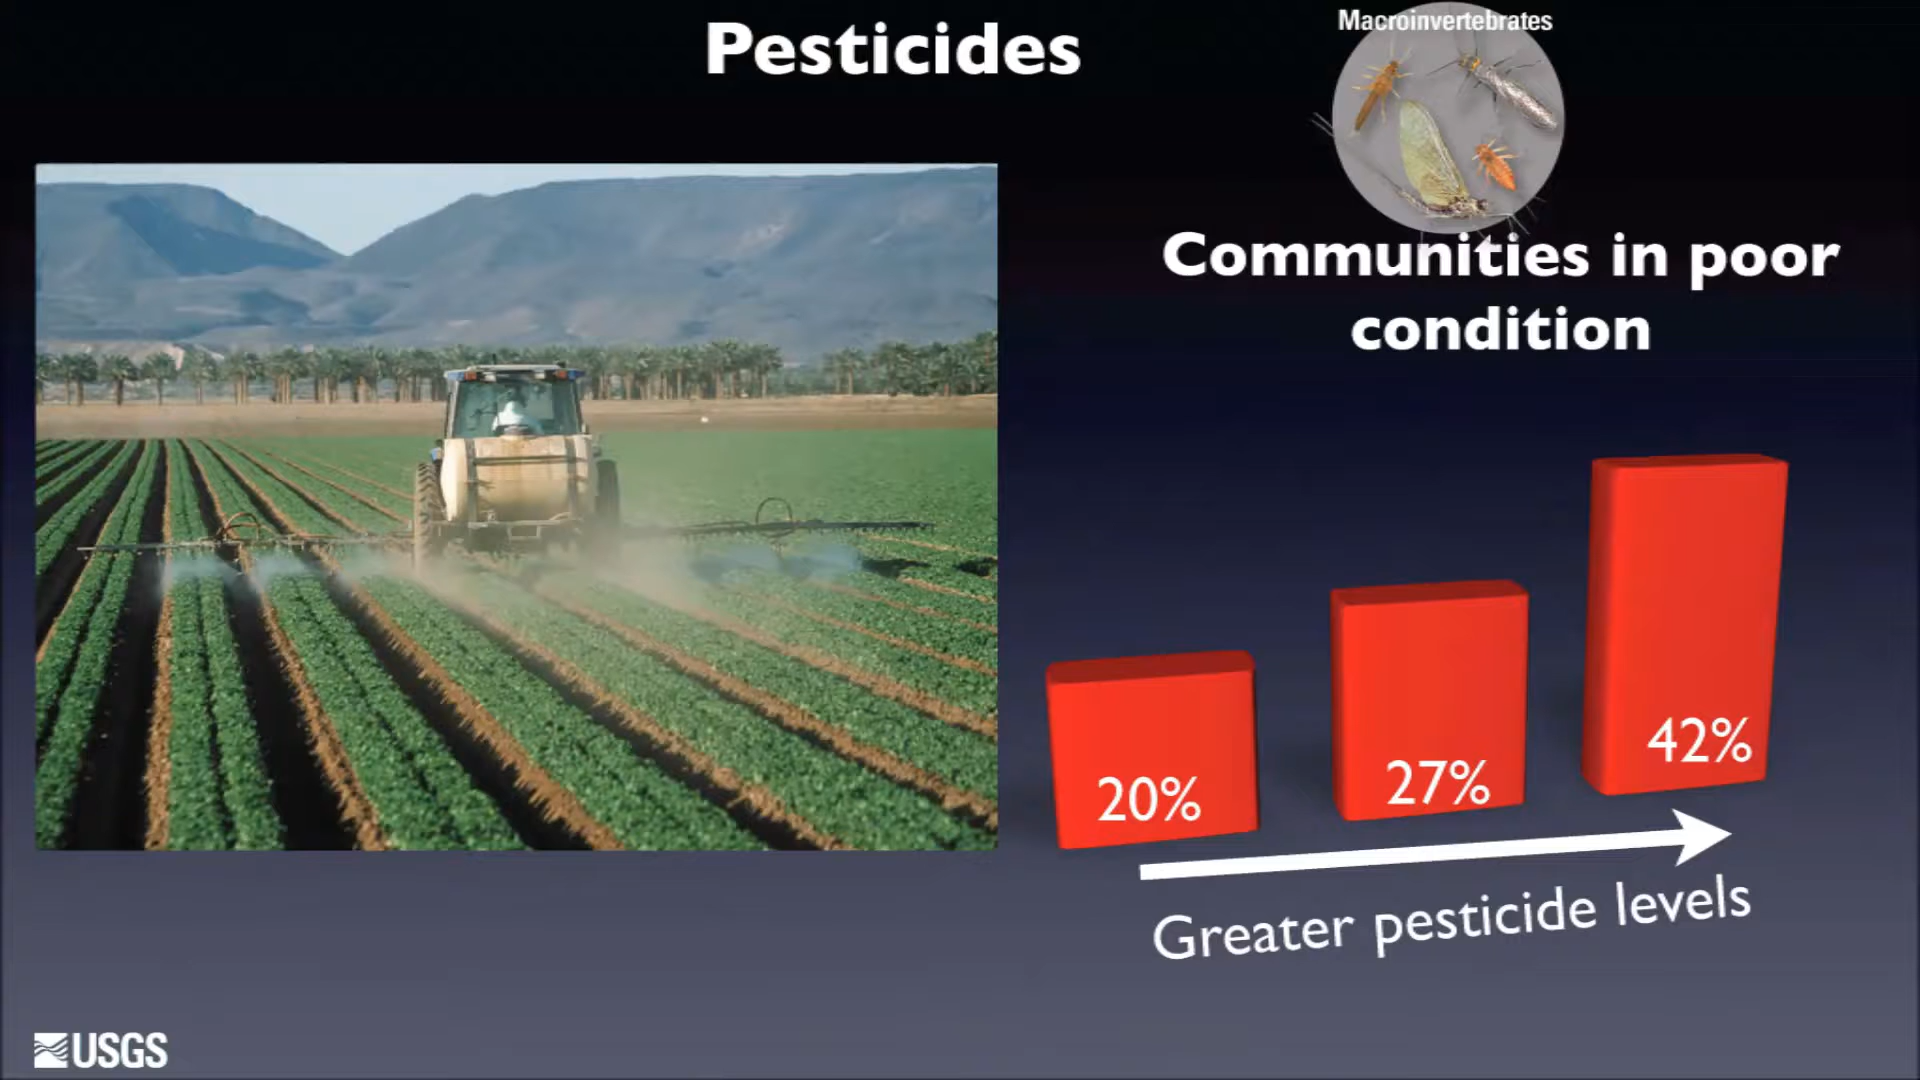 Pesticides
Macroinvertebrates
Communities in poor
condition
20%
27%
42%
Greater pesticide levels
USGS